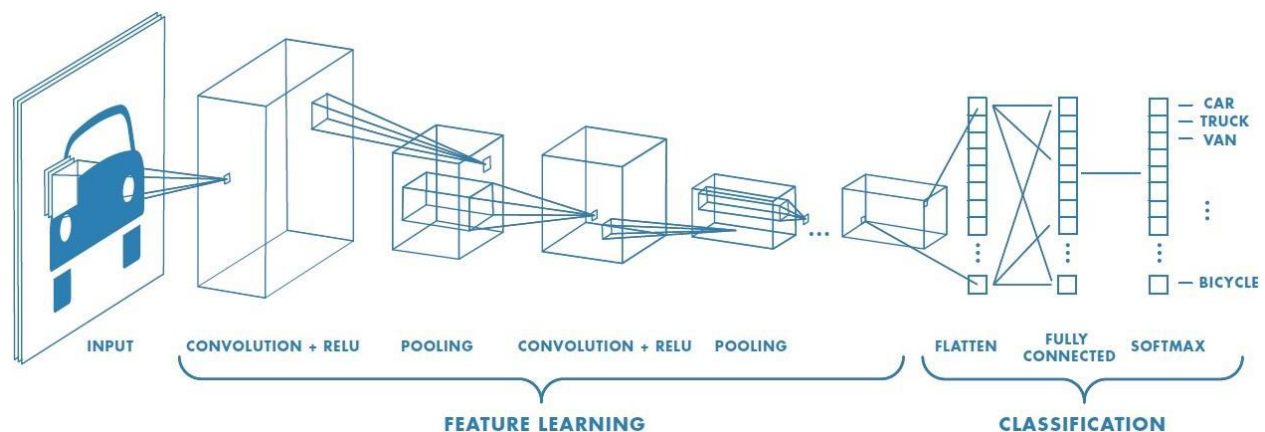 CAR
TRUCK
VAN
BICYCLE
INPUT
CONVOLUTION + RELU
POOLING
CONVOLUTION + RELU
POOLING
FLATTEN
FULLY
CONNECTED
SOFTMAX
FEATURE LEARNING
CLASSIFICATION